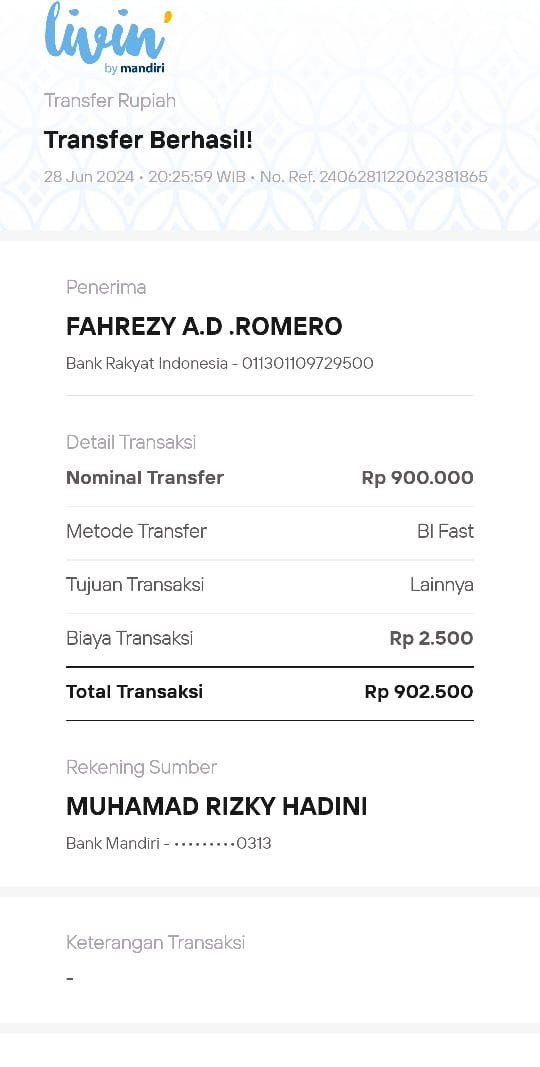 livin'
by mandiri
Transfer Rupiah
Transfer Berhasil!
28 Jun 2024 • 20:25:59 WIB • No. Ref. 2406281122062381865
Penerima
FAHREZY A.D .ROMERO
Bank Rakyat Indonesia - 011301109729500
Detail Transaksi
Nominal Transfer Rp 900.000
Metode Transfer BI Fast
Tujuan Transaksi Lainnya
Biaya Transaksi Rp 2.500
Total Transaksi Rp 902.500
Rekening Sumber
MUHAMAD RIZKY HADINI
Bank Mandiri - •••••••••0313
Keterangan Transaksi
-